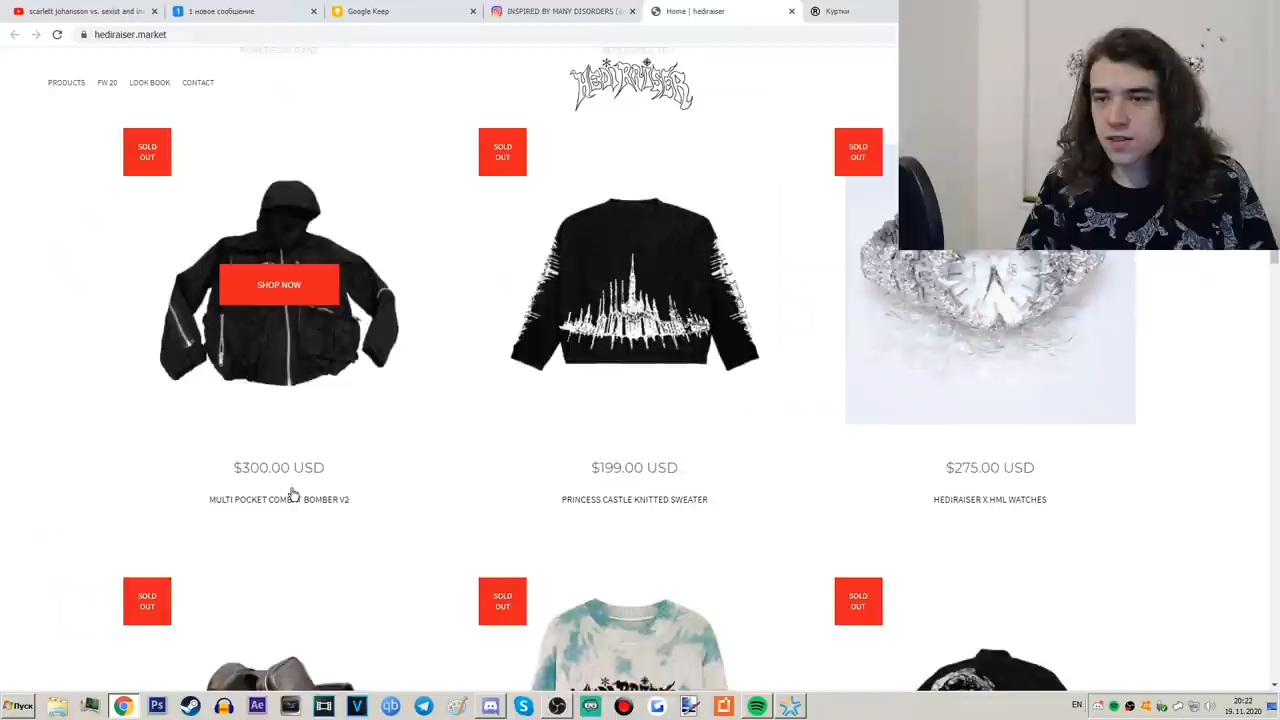 scarlett johansson vs. sexist and in
1 новое сообщение
Google Keep
INSPIRED BY MANY DISORDERS (
Home | hediraiser
Куртки
hediraiser.market
PRODUCTS FW 20 LOOK BOOK CONTACT
HEDIRAISER
SOLD OUT
SOLD OUT
SOLD OUT
SHOP NOW
$300.00 USD
$199.00 USD
$275.00 USD
MULTI POCKET COMBAT BOMBER V2
PRINCESS CASTLE KNITTED SWEATER
HEDIRAISER X HML WATCHES
SOLD OUT
SOLD OUT
SOLD OUT
Пуск
EN
20:22
19.11.2020